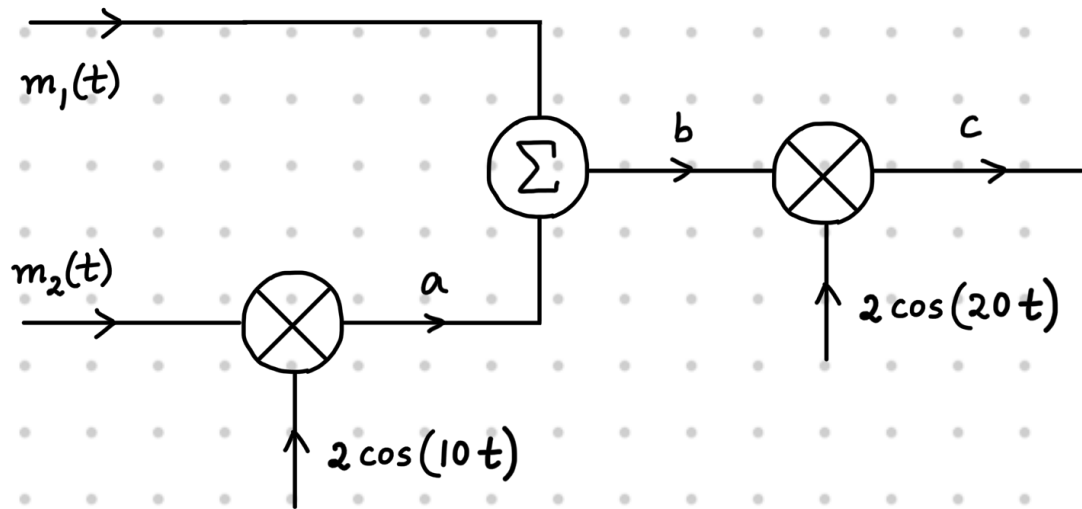 m₁(t)
Σ
b
c
m₂(t)
a
2 cos(20t)
2 cos(10t)